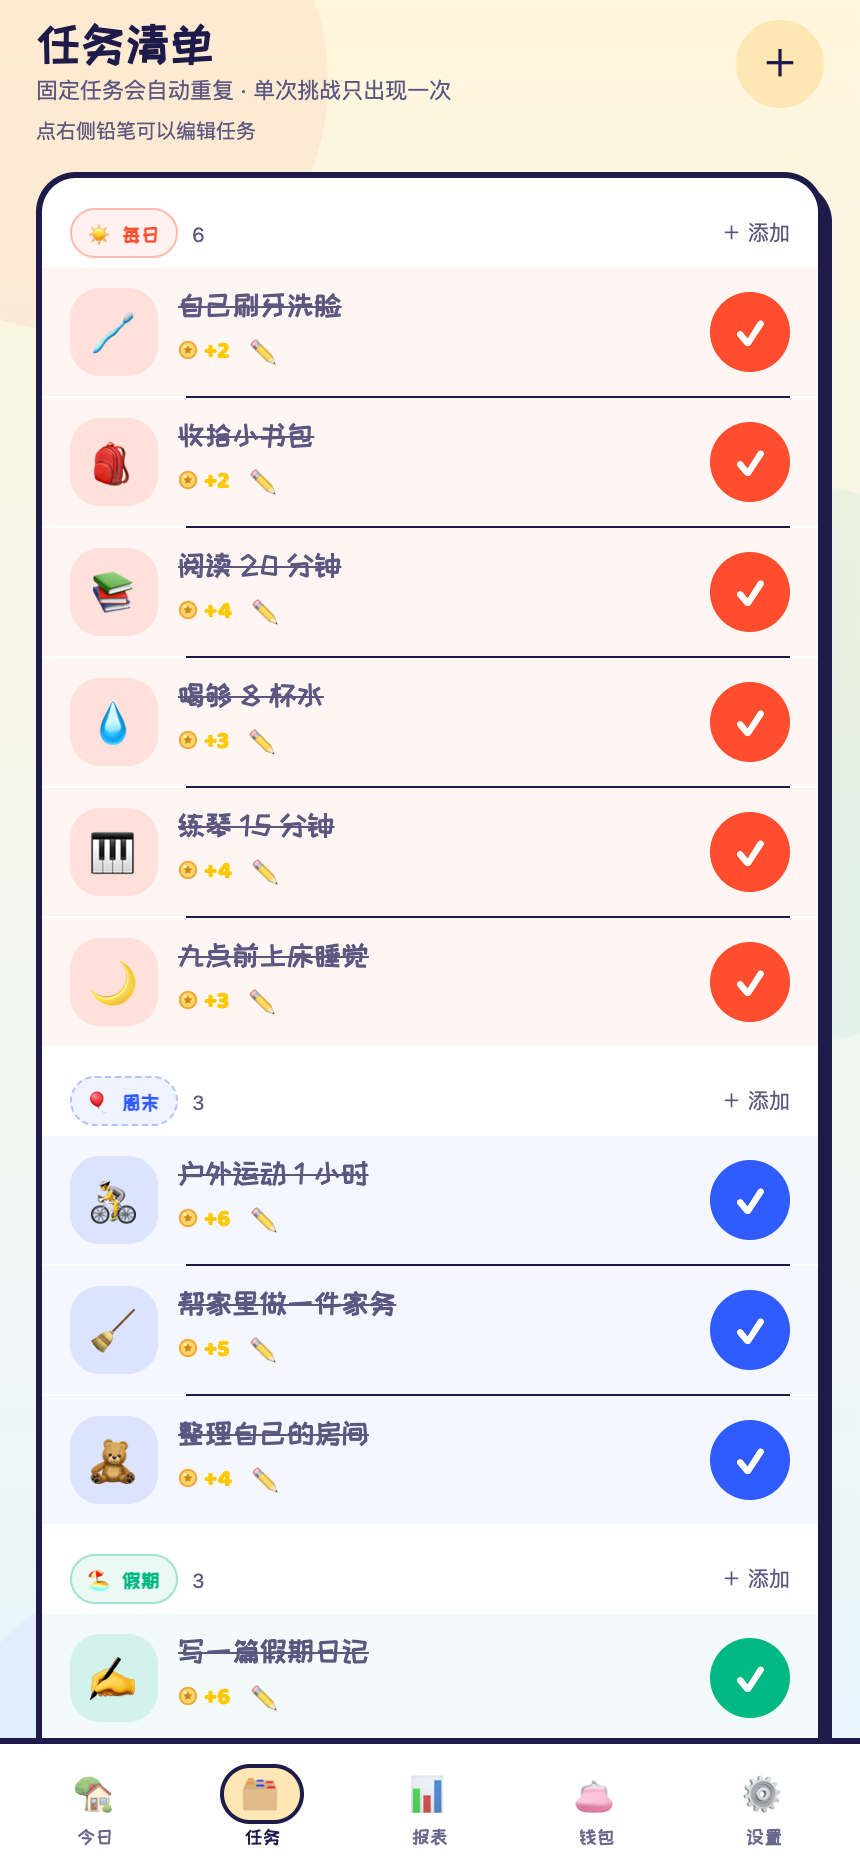 任务清单
固定任务会自动重复 · 单次挑战只出现一次
点右侧铅笔可以编辑任务
+
每日 6 + 添加
自己刷牙洗脸
+2
收拾小书包
+2
阅读 20 分钟
+4
喝够 8 杯水
+3
练琴 15 分钟
+4
九点前上床睡觉
+3
周末 3 + 添加
户外运动 1 小时
+6
帮家里做一件家务
+5
整理自己的房间
+4
假期 3 + 添加
写一篇假期日记
+6
今日 任务 报表 钱包 设置